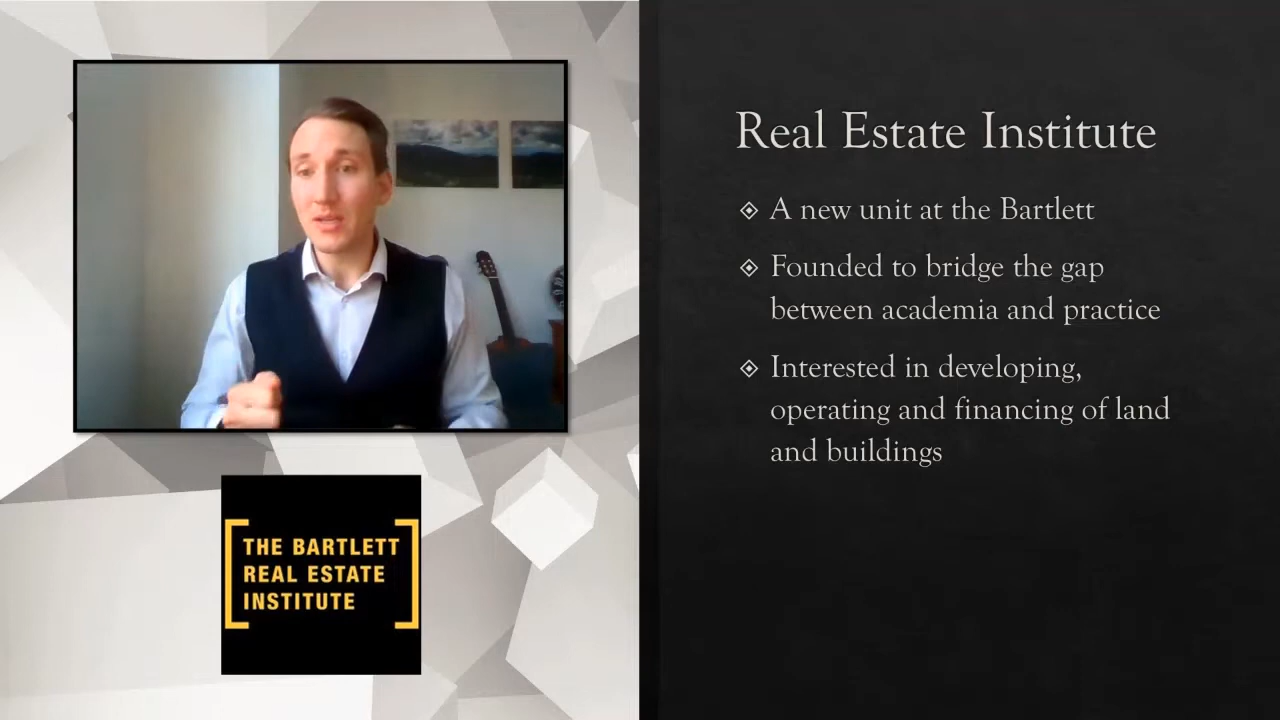 Real Estate Institute
A new unit at the Bartlett
Founded to bridge the gap
between academia and practice
Interested in developing,
operating and financing of land
and buildings
THE BARTLETT
REAL ESTATE
INSTITUTE